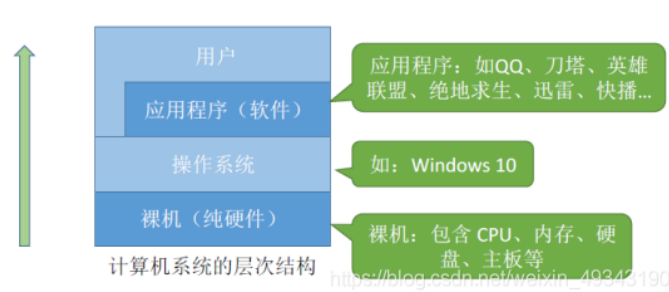 用户
应用程序（软件）
操作系统
裸机（纯硬件）
计算机系统的层次结构
应用程序：如QQ、刀塔、英雄
联盟、绝地求生、迅雷、快播...
如：Windows 10
裸机：包含 CPU、内存、硬
盘、主板等
https://blog.csdn.net/weixin_49343190